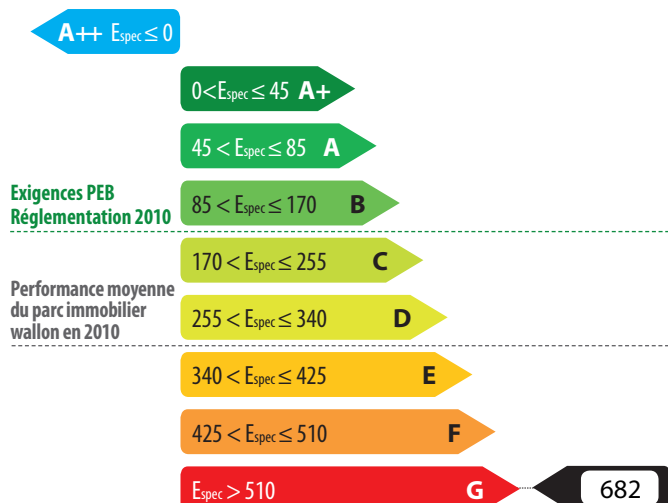 A++ Espec ≤ 0
0<Espec ≤ 45 A+
45 < Espec ≤ 85 A
Exigences PEB
Réglementation 2010
85 < Espec ≤ 170 B
170 < Espec ≤ 255 C
Performance moyenne
du parc immobilier
wallon en 2010
255 < Espec ≤ 340 D
340 < Espec ≤ 425 E
425 < Espec ≤ 510 F
Espec > 510 G 682